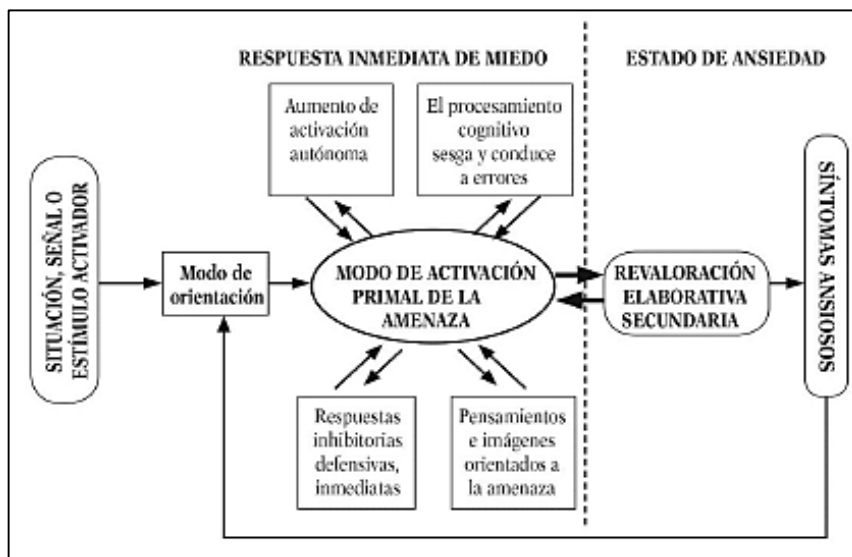 RESPUESTA INMEDIATA DE MIEDO
ESTADO DE ANSIEDAD
Aumento de
activación
autónoma
El procesamiento
cognitivo
sesga y conduce
a errores
SITUACIÓN, SEÑAL O
ESTÍMULO ACTIVADOR
Modo de
orientación
MODO DE ACTIVACIÓN
PRIMAL DE LA
AMENAZA
REVALORACIÓN
ELABORATIVA
SECUNDARIA
SÍNTOMAS ANSIOSOS
Respuestas
inhibitorias
defensivas,
inmediatas
Pensamientos
e imágenes
orientados a
la amenaza